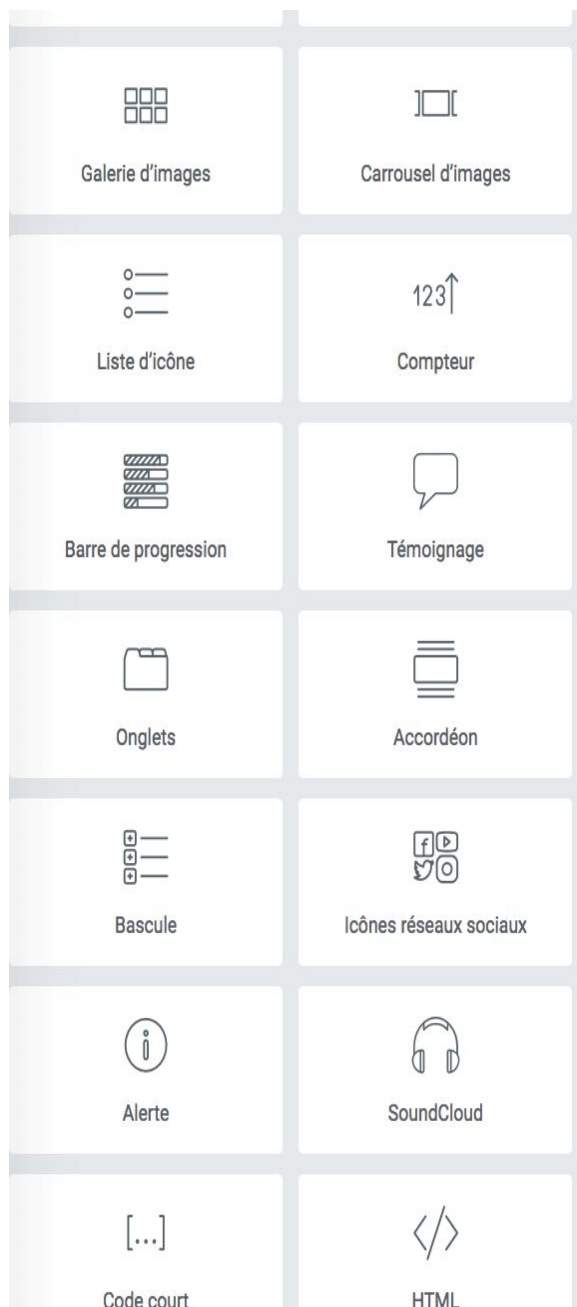 Galerie d'images
Carrousel d'images
123
Liste d'icône
Compteur
Barre de progression
Témoignage
Onglets
Accordéon
Bascule
Icônes réseaux sociaux
Alerte
SoundCloud
[...]
</>
Code court
HTML